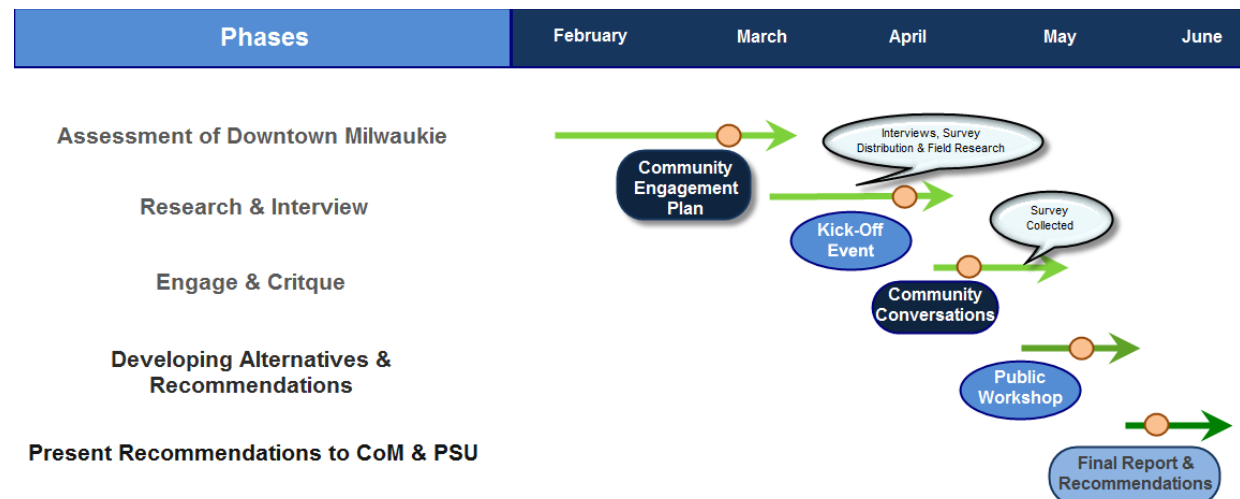 Phases
February
March
April
May
June
Assessment of Downtown Milwaukie
Interviews, Survey
Distribution & Field Research
Community
Engagement
Plan
Research & Interview
Survey
Collected
Kick-Off
Event
Engage & Critque
Community
Conversations
Developing Alternatives &
Recommendations
Public
Workshop
Present Recommendations to CoM & PSU
Final Report &
Recommendations